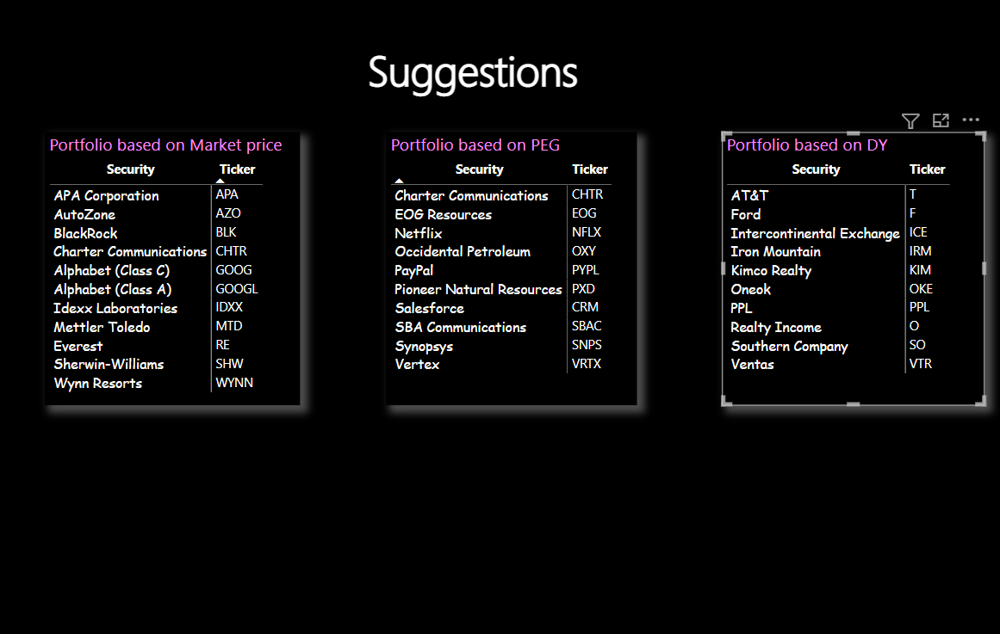 Suggestions
Portfolio based on Market price
Security Ticker
APA Corporation APA
AutoZone AZO
BlackRock BLK
Charter Communications CHTR
Alphabet (Class C) GOOG
Alphabet (Class A) GOOGL
Idexx Laboratories IDXX
Mettler Toledo MTD
Everest RE
Sherwin-Williams SHW
Wynn Resorts WYNN
Portfolio based on PEG
Security Ticker
Charter Communications CHTR
EOG Resources EOG
Netflix NFLX
Occidental Petroleum OXY
PayPal PYPL
Pioneer Natural Resources PXD
Salesforce CRM
SBA Communications SBAC
Synopsys SNPS
Vertex VRTX
Portfolio based on DY
Security Ticker
AT&T T
Ford F
Intercontinental Exchange ICE
Iron Mountain IRM
Kimco Realty KIM
Oneok OKE
PPL PPL
Realty Income O
Southern Company SO
Ventas VTR